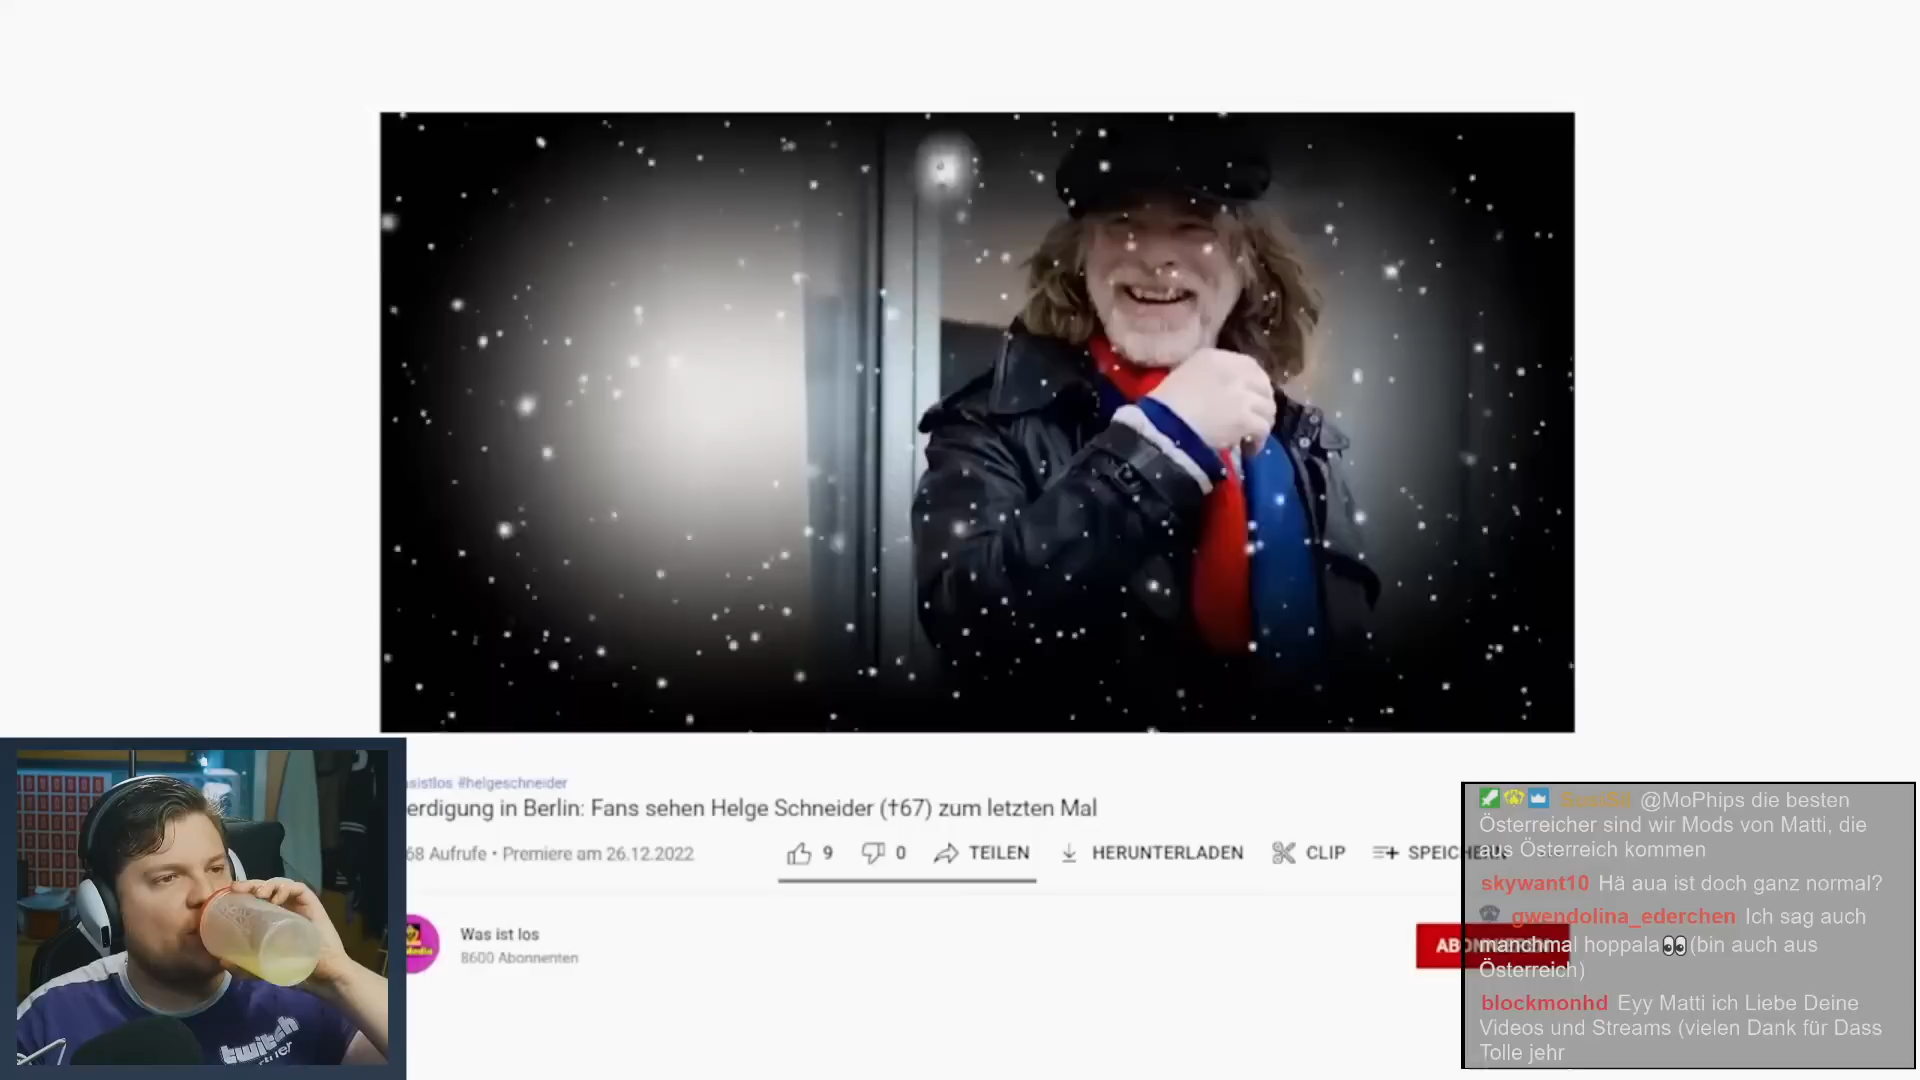 #helgeschneider
erdigung in Berlin: Fans sehen Helge Schneider (†67) zum letzten Mal
68 Aufrufe • Premiere am 26.12.2022
9
0
TEILEN
HERUNTERLADEN
CLIP
Was ist los
8600 Abonnenten
@MoPhips die besten
Österreicher sind wir Mods von Matti, die
aus Österreich kommen
skywant10 Hä aua ist doch ganz normal?
gwendolina_ederchen Ich sag auch
manchmal hoppala👀(bin auch aus
Österreich)
blockmonhd Eyy Matti ich Liebe Deine
Videos und Streams (vielen Dank für Dass
Tolle jehr
twitch